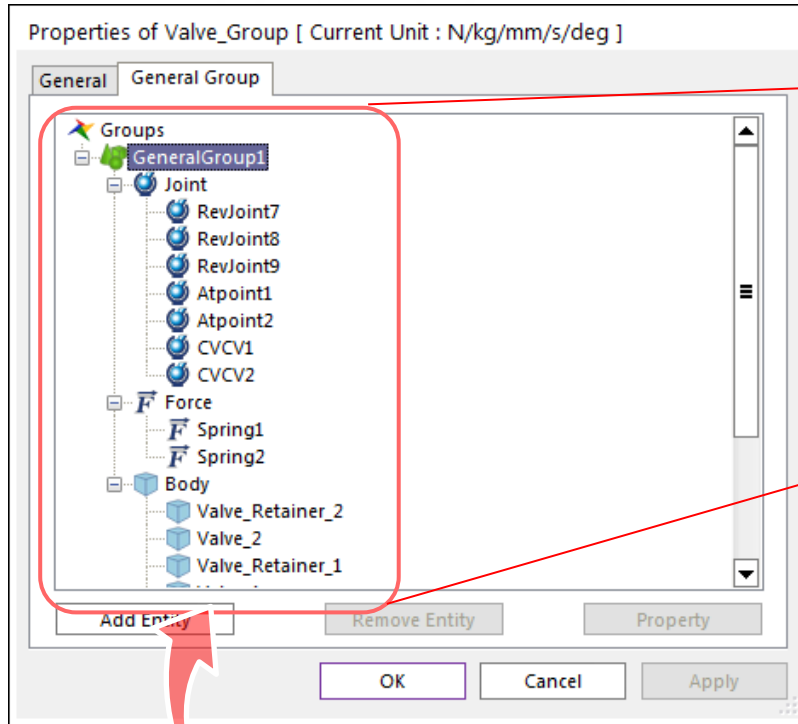 Properties of Valve_Group [ Current Unit : N/kg/mm/s/deg ]
General
General Group
Groups
GeneralGroup1
Joint
RevJoint7
RevJoint8
RevJoint9
Atpoint1
Atpoint2
CVCV1
CVCV2
F Force
F Spring1
F Spring2
Body
Valve_Retainer_2
Valve_2
Valve_Retainer_1
Add Entity
Remove Entity
Property
OK
Cancel
Apply